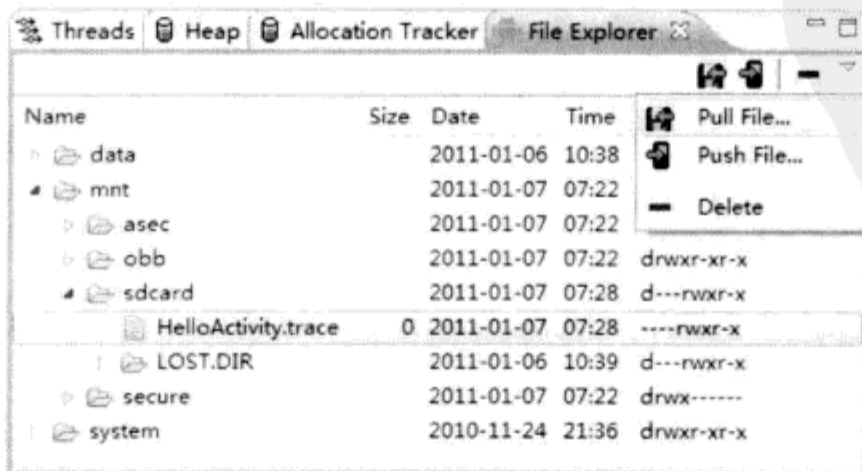 Threads Heap Allocation Tracker File Explorer
Name Size Date Time Pull File...
data 2011-01-06 10:38 Push File...
mnt 2011-01-07 07:22
Delete
asec 2011-01-07 07:22
obb 2011-01-07 07:22 drwxr-xr-x
sdcard 2011-01-07 07:28 d---rwxr-x
HelloActivity.trace 0 2011-01-07 07:28 ----rwxr-x
LOST.DIR 2011-01-06 10:39 d---rwxr-x
secure 2011-01-07 07:22 drwx------
system 2010-11-24 21:36 drwxr-xr-x